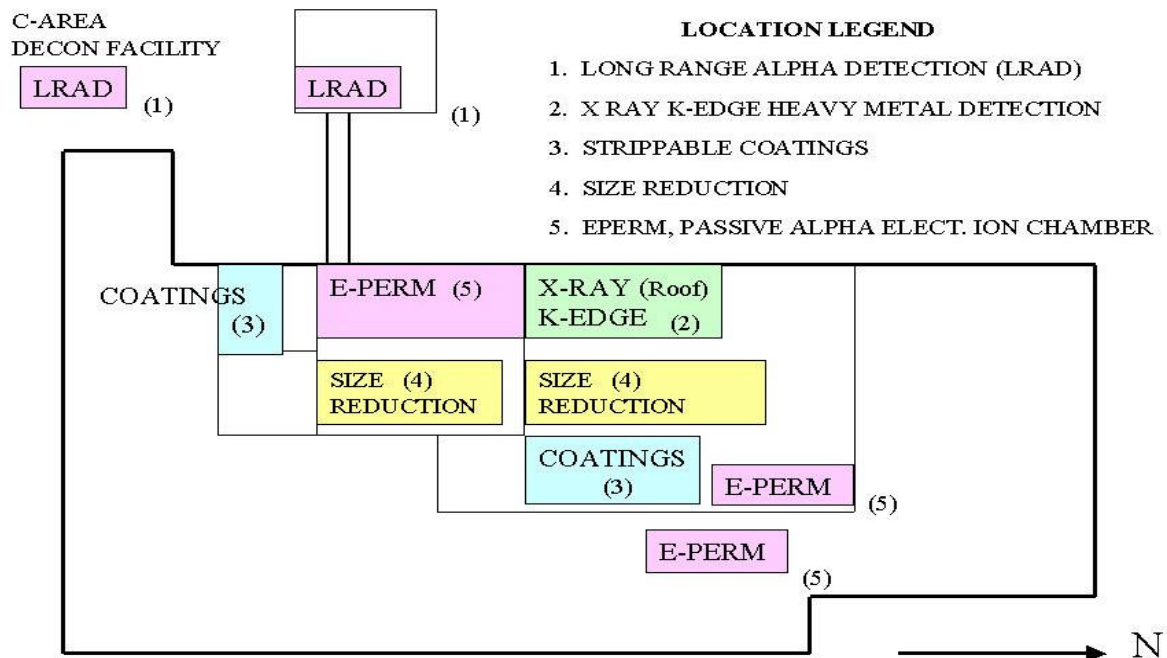 C-AREA
DECON FACILITY
LRAD
(1)
LRAD
(1)
LOCATION LEGEND
1. LONG RANGE ALPHA DETECTION (LRAD)
2. X RAY K-EDGE HEAVY METAL DETECTION
3. STRIPPABLE COATINGS
4. SIZE REDUCTION
5. EPERM, PASSIVE ALPHA ELECT. ION CHAMBER
COATINGS
(3)
E-PERM (5)
X-RAY (Roof)
K-EDGE (2)
SIZE (4)
REDUCTION
SIZE (4)
REDUCTION
COATINGS
(3)
E-PERM
(5)
E-PERM
(5)
N